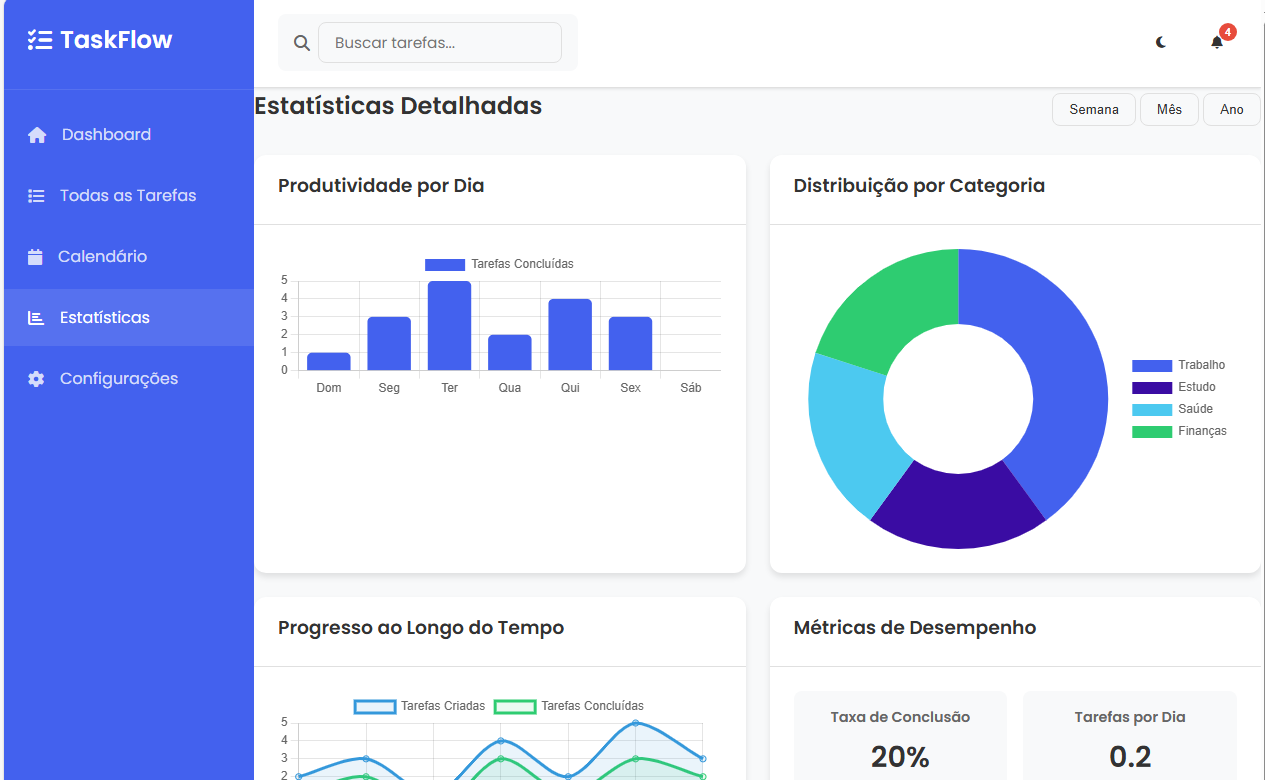 TaskFlow
Buscar tarefas...
4
Dashboard
Todas as Tarefas
Calendário
Estatísticas
Configurações
Estatísticas Detalhadas
Semana
Mês
Ano
Produtividade por Dia
Tarefas Concluídas
5
4
3
2
1
0
Dom Seg Ter Qua Qui Sex Sáb
Distribuição por Categoria
Trabalho
Estudo
Saúde
Finanças
Progresso ao Longo do Tempo
Tarefas Criadas Tarefas Concluídas
5
4
3
2
Métricas de Desempenho
Taxa de Conclusão
20%
Tarefas por Dia
0.2